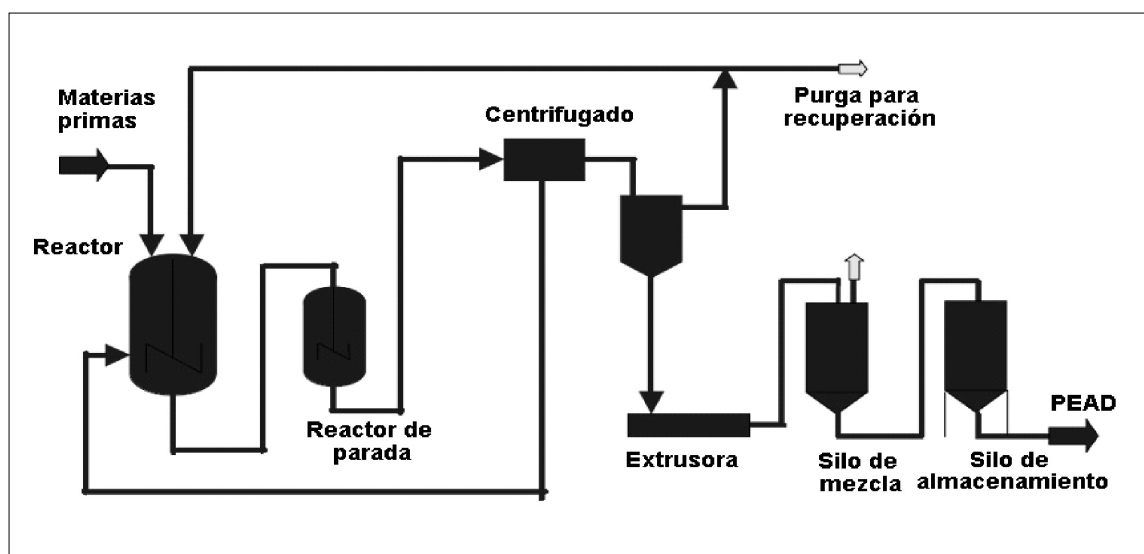 Materias
primas
Centrifugado
Purga para
recuperación
Reactor
Reactor de
parada
Extrusora
Silo de
mezcla
Silo de
almacenamiento
PEAD